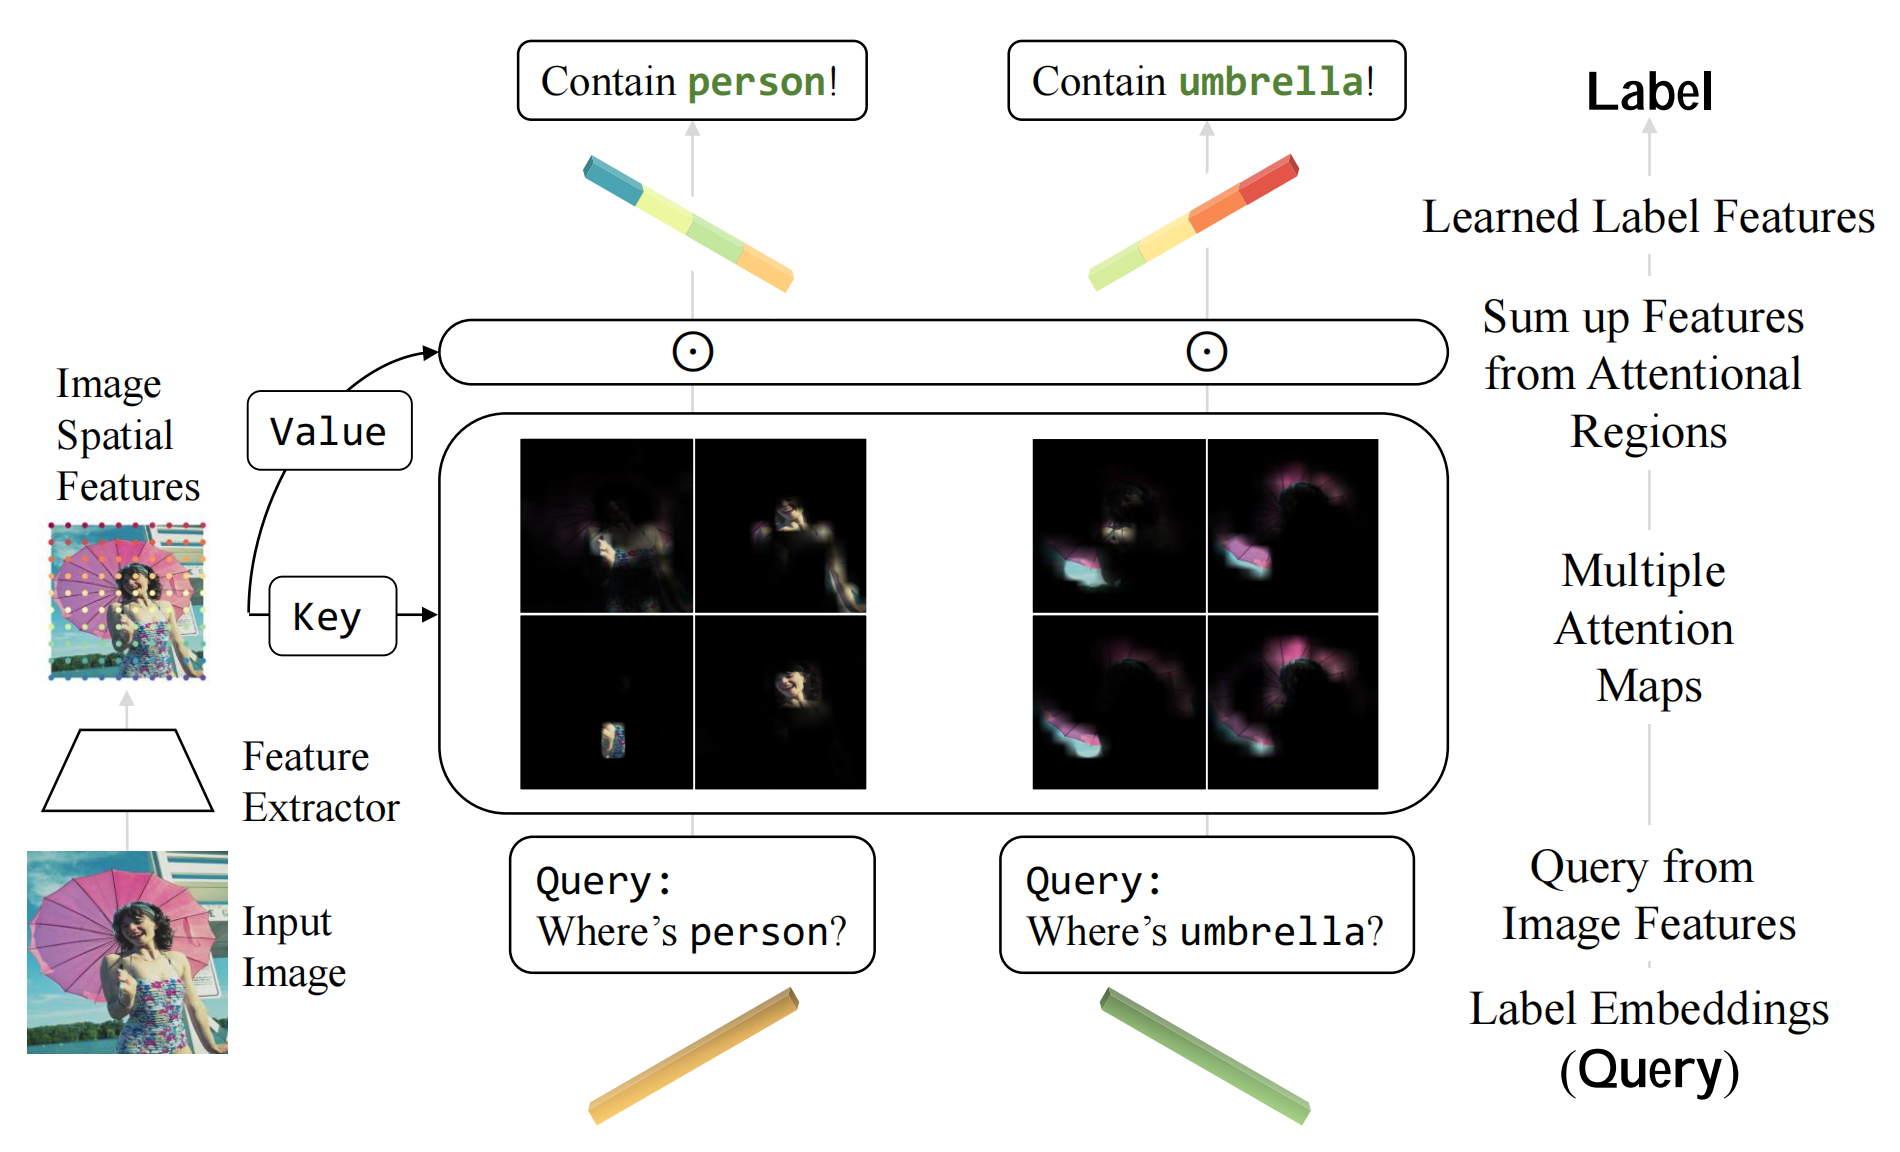 Contain person!
Contain umbrella!
Label
Learned Label Features
Sum up Features
from Attentional
Regions
Image
Spatial
Features
Value
Key
Multiple
Attention
Maps
Feature
Extractor
Input
Image
Query:
Where's person?
Query:
Where's umbrella?
Query from
Image Features
Label Embeddings
(Query)